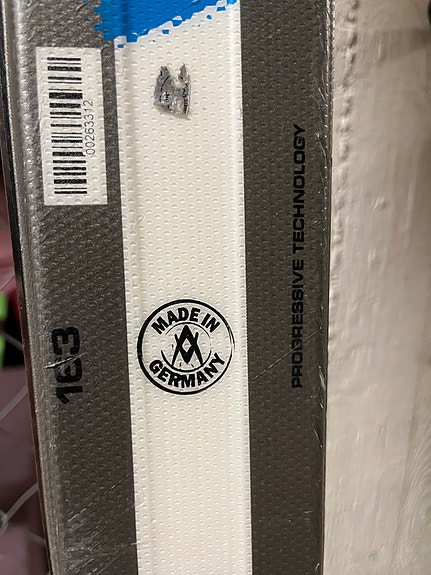 00263312
163
MADE IN
GERMANY
PROGRESSIVE TECHNOLOGY